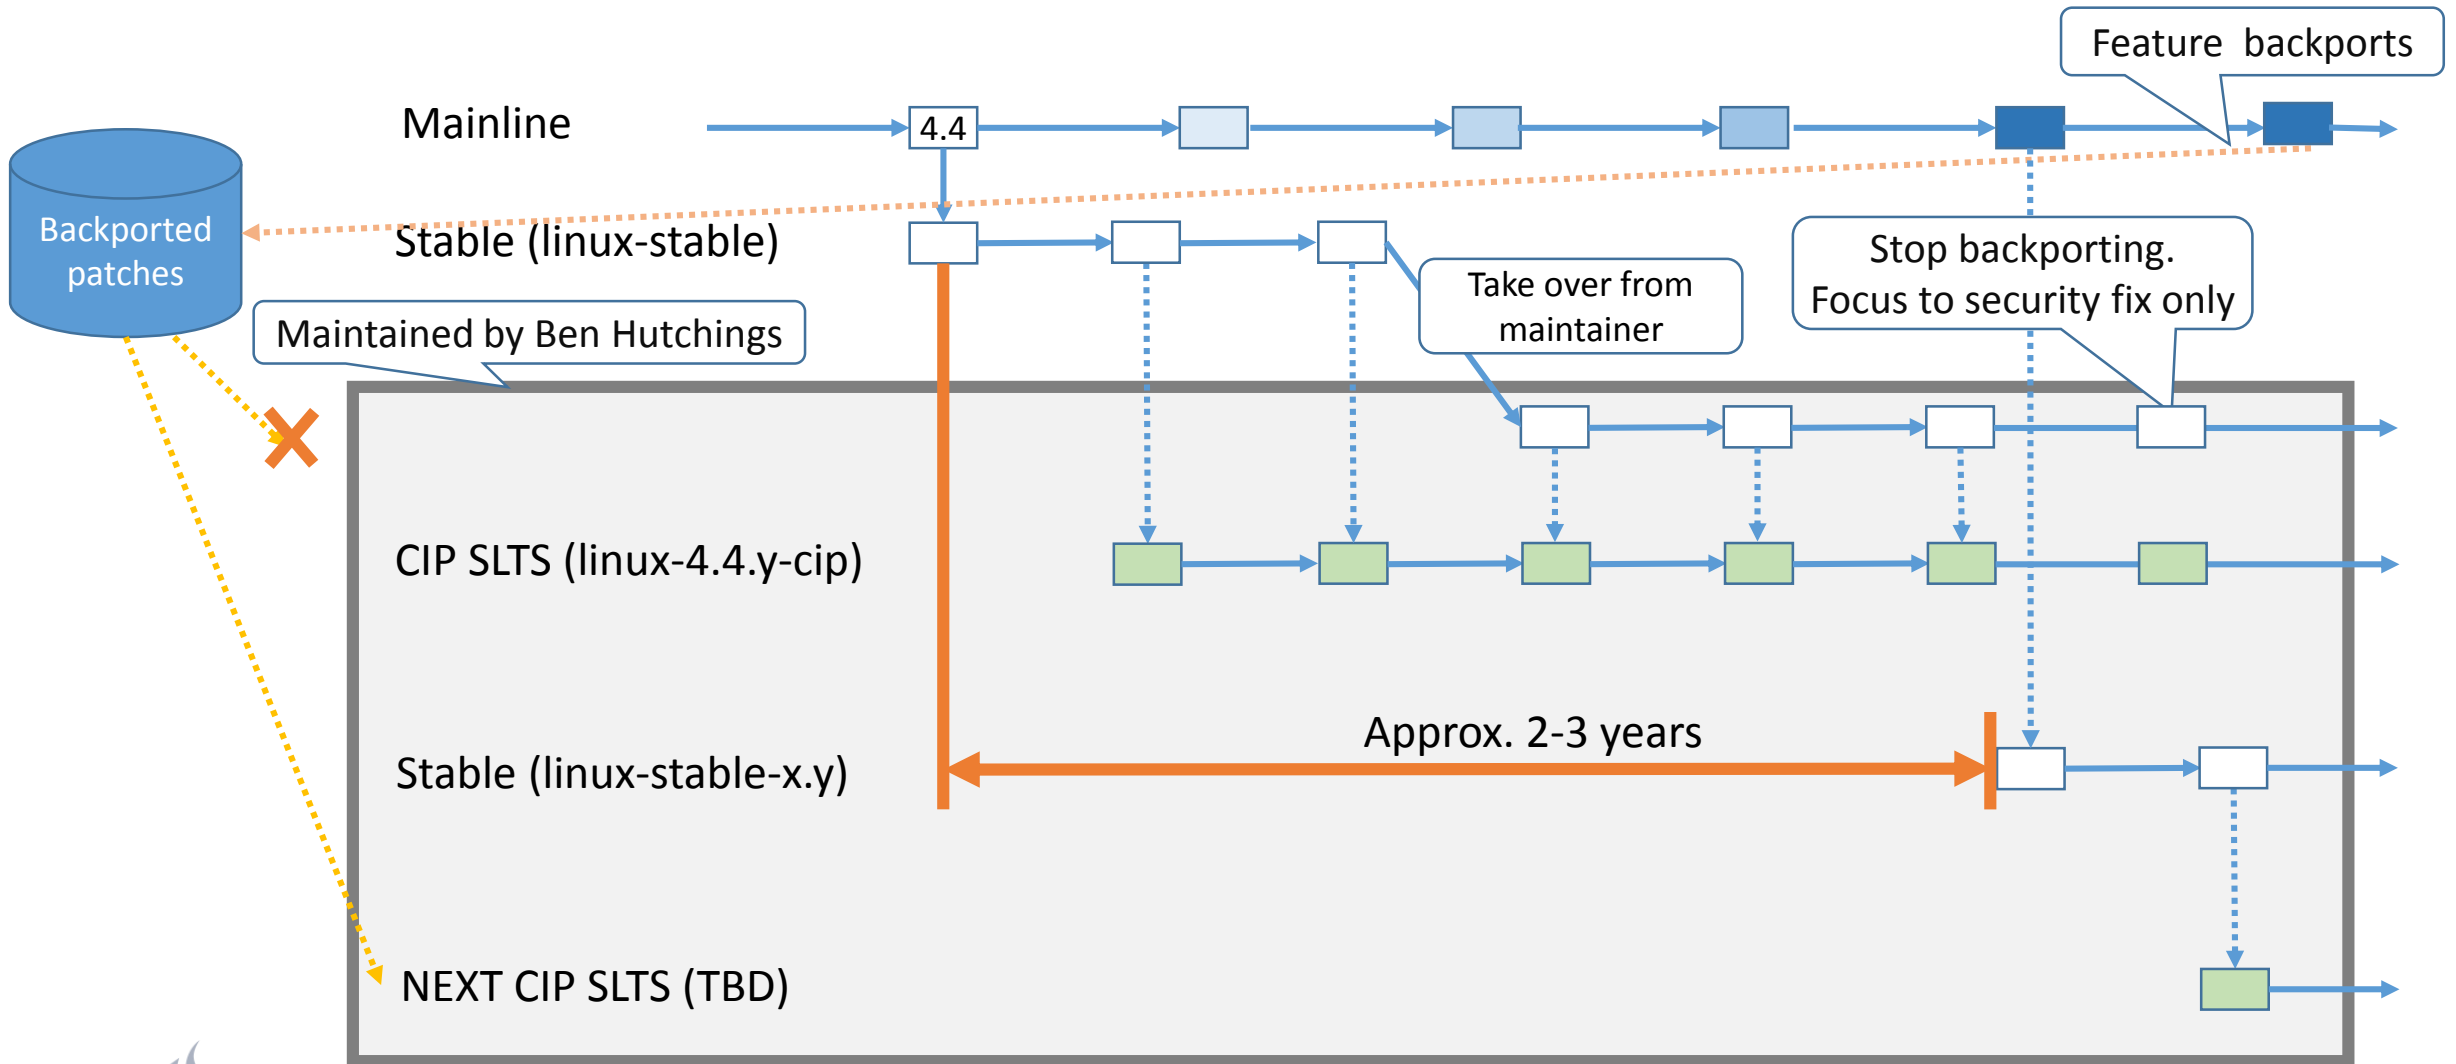 Feature backports
Mainline
4.4
Backported
patches
Stable (linux-stable)
Stop backporting.
Focus to security fix only
Take over from
maintainer
Maintained by Ben Hutchings
CIP SLTS (linux-4.4.y-cip)
Approx. 2-3 years
Stable (linux-stable-x.y)
NEXT CIP SLTS (TBD)